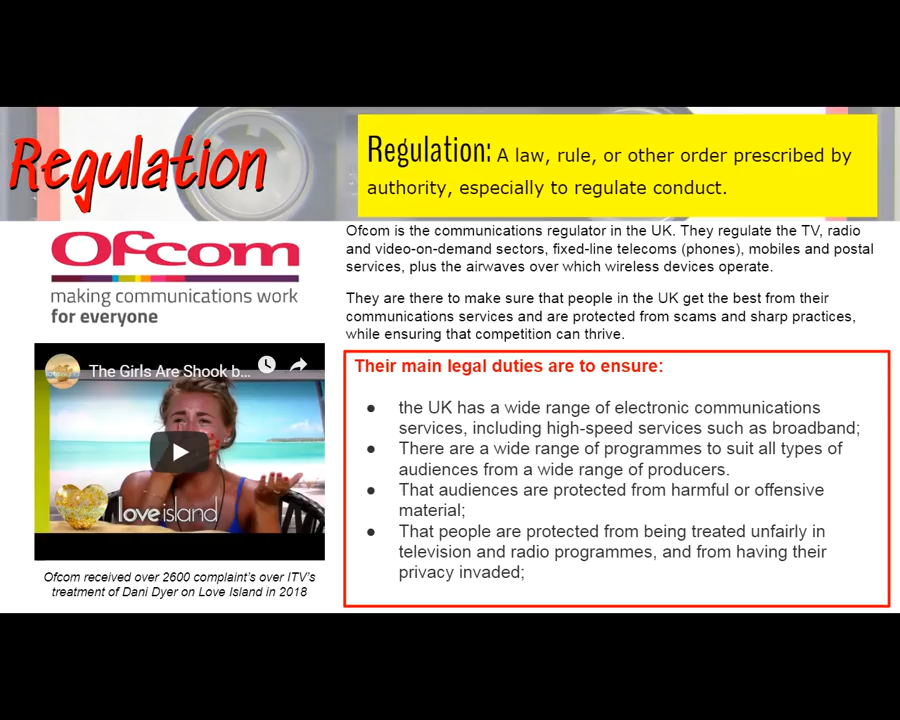 Regulation
Regulation: A law, rule, or other order prescribed by
authority, especially to regulate conduct.
Ofcom
making communications work
for everyone
Ofcom is the communications regulator in the UK. They regulate the TV, radio
and video-on-demand sectors, fixed-line telecoms (phones), mobiles and postal
services, plus the airwaves over which wireless devices operate.
They are there to make sure that people in the UK get the best from their
communications services and are protected from scams and sharp practices,
while ensuring that competition can thrive.
The Girls Are Shook b...
loveisland
Ofcom received over 2600 complaint's over ITV's
treatment of Dani Dyer on Love Island in 2018
Their main legal duties are to ensure:
● the UK has a wide range of electronic communications
services, including high-speed services such as broadband;
● There are a wide range of programmes to suit all types of
audiences from a wide range of producers.
● That audiences are protected from harmful or offensive
material;
● That people are protected from being treated unfairly in
television and radio programmes, and from having their
privacy invaded;